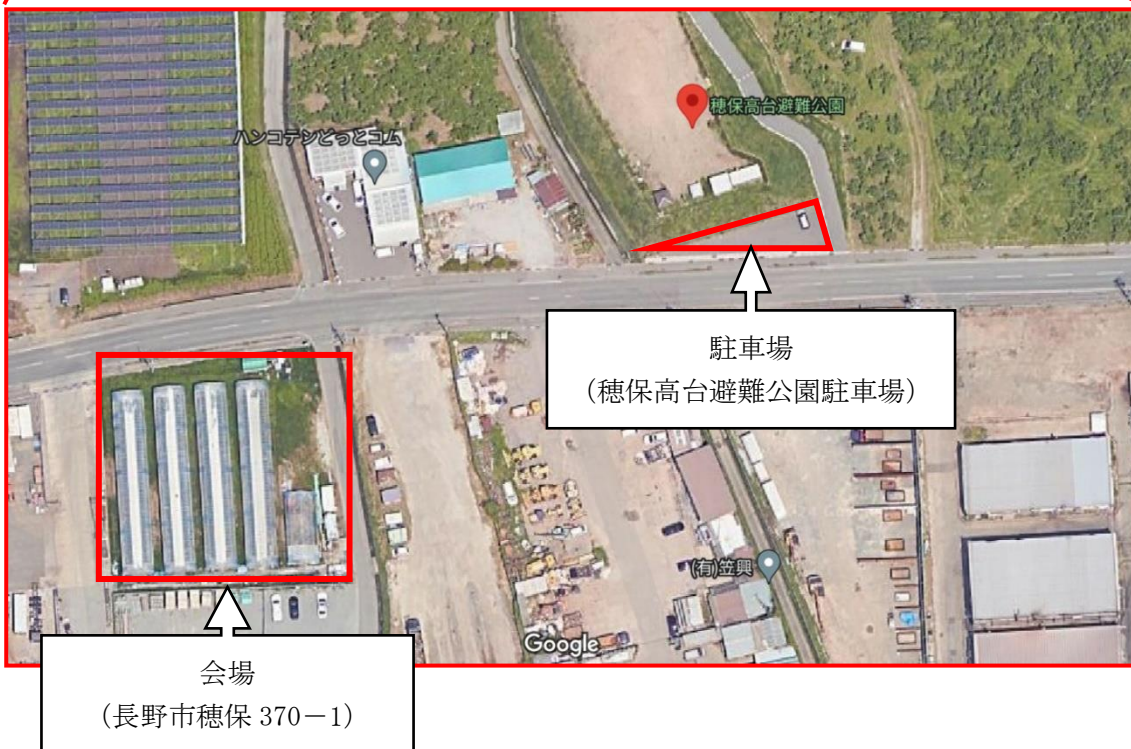 穂保高台避難公園
ハンコテンどっとコム
駐車場
（穂保高台避難公園駐車場）
(有)笠興
Google
会場
（長野市穂保 370－1）